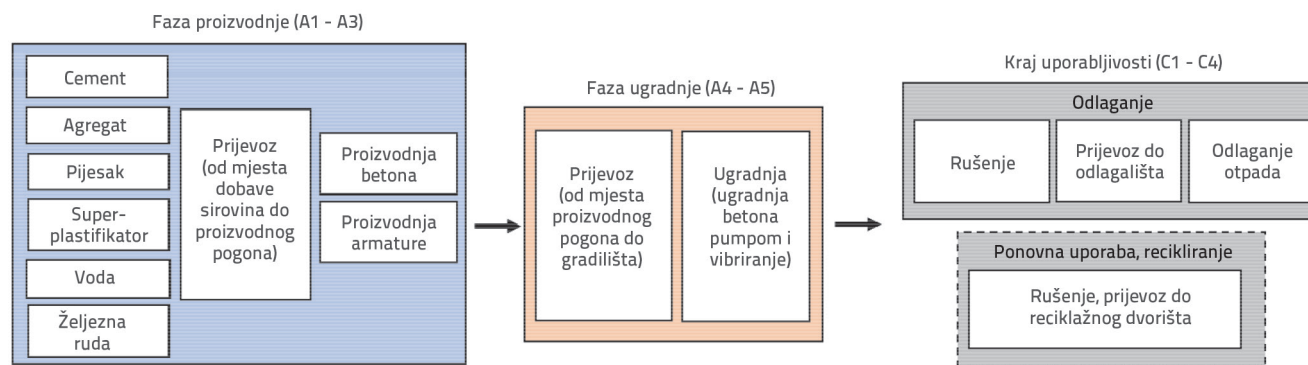 Faza proizvodnje (A1 - A3)
Cement
Agregat
Pijesak
Super-
plastifikator
Voda
Željezna
ruda
Prijevoz
(od mjesta
dobave
sirovina do
proizvodnog
pogona)
Proizvodnja
betona
Proizvodnja
armature
Faza ugradnje (A4 - A5)
Prijevoz
(od mjesta
proizvodnog
pogona do
gradilišta)
Ugradnja
(ugradnja
betona
pumpom i
vibriranje)
Kraj uporabljivosti (C1 - C4)
Odlaganje
Rušenje
Prijevoz do
odlagališta
Odlaganje
otpada
Ponovna uporaba, recikliranje
Rušenje, prijevoz do
reciklažnog dvorišta